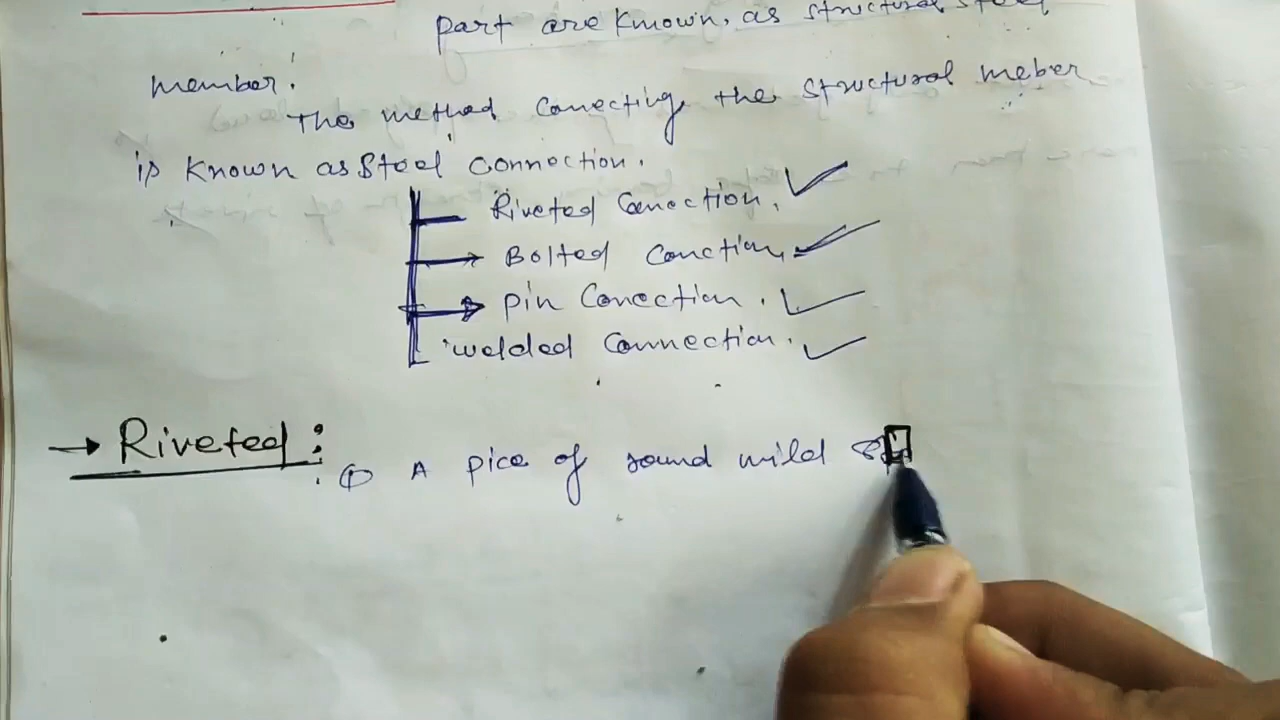 part are known, as structural steel
member.
The method Conecting the structural meber
is known as Steel connection.
Riveted Conection.
Bolted Conction,
pin Conection.
welded Connection.
→ Riveted :
① A pice of round mild